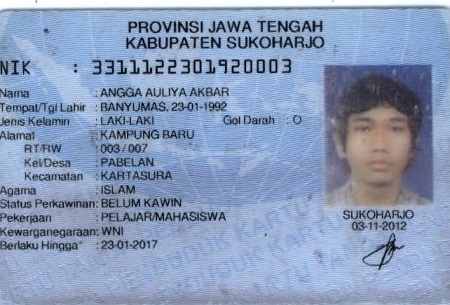 PROVINSI JAWA TENGAH
KABUPATEN SUKOHARJO
NIK : 3311122301920003
Nama : ANGGA AULIYA AKBAR
Tempat/Tgl Lahir : BANYUMAS, 23-01-1992
Jenis Kelamin : LAKI-LAKI Gol Darah : O
Alamat : KAMPUNG BARU
RT/RW : 003 / 007
Kel/Desa : PABELAN
Kecamatan : KARTASURA
Agama : ISLAM
Status Perkawinan: BELUM KAWIN
Pekerjaan : PELAJAR/MAHASISWA
Kewarganegaraan: WNI
Berlaku Hingga : 23-01-2017
SUKOHARJO
03-11-2012